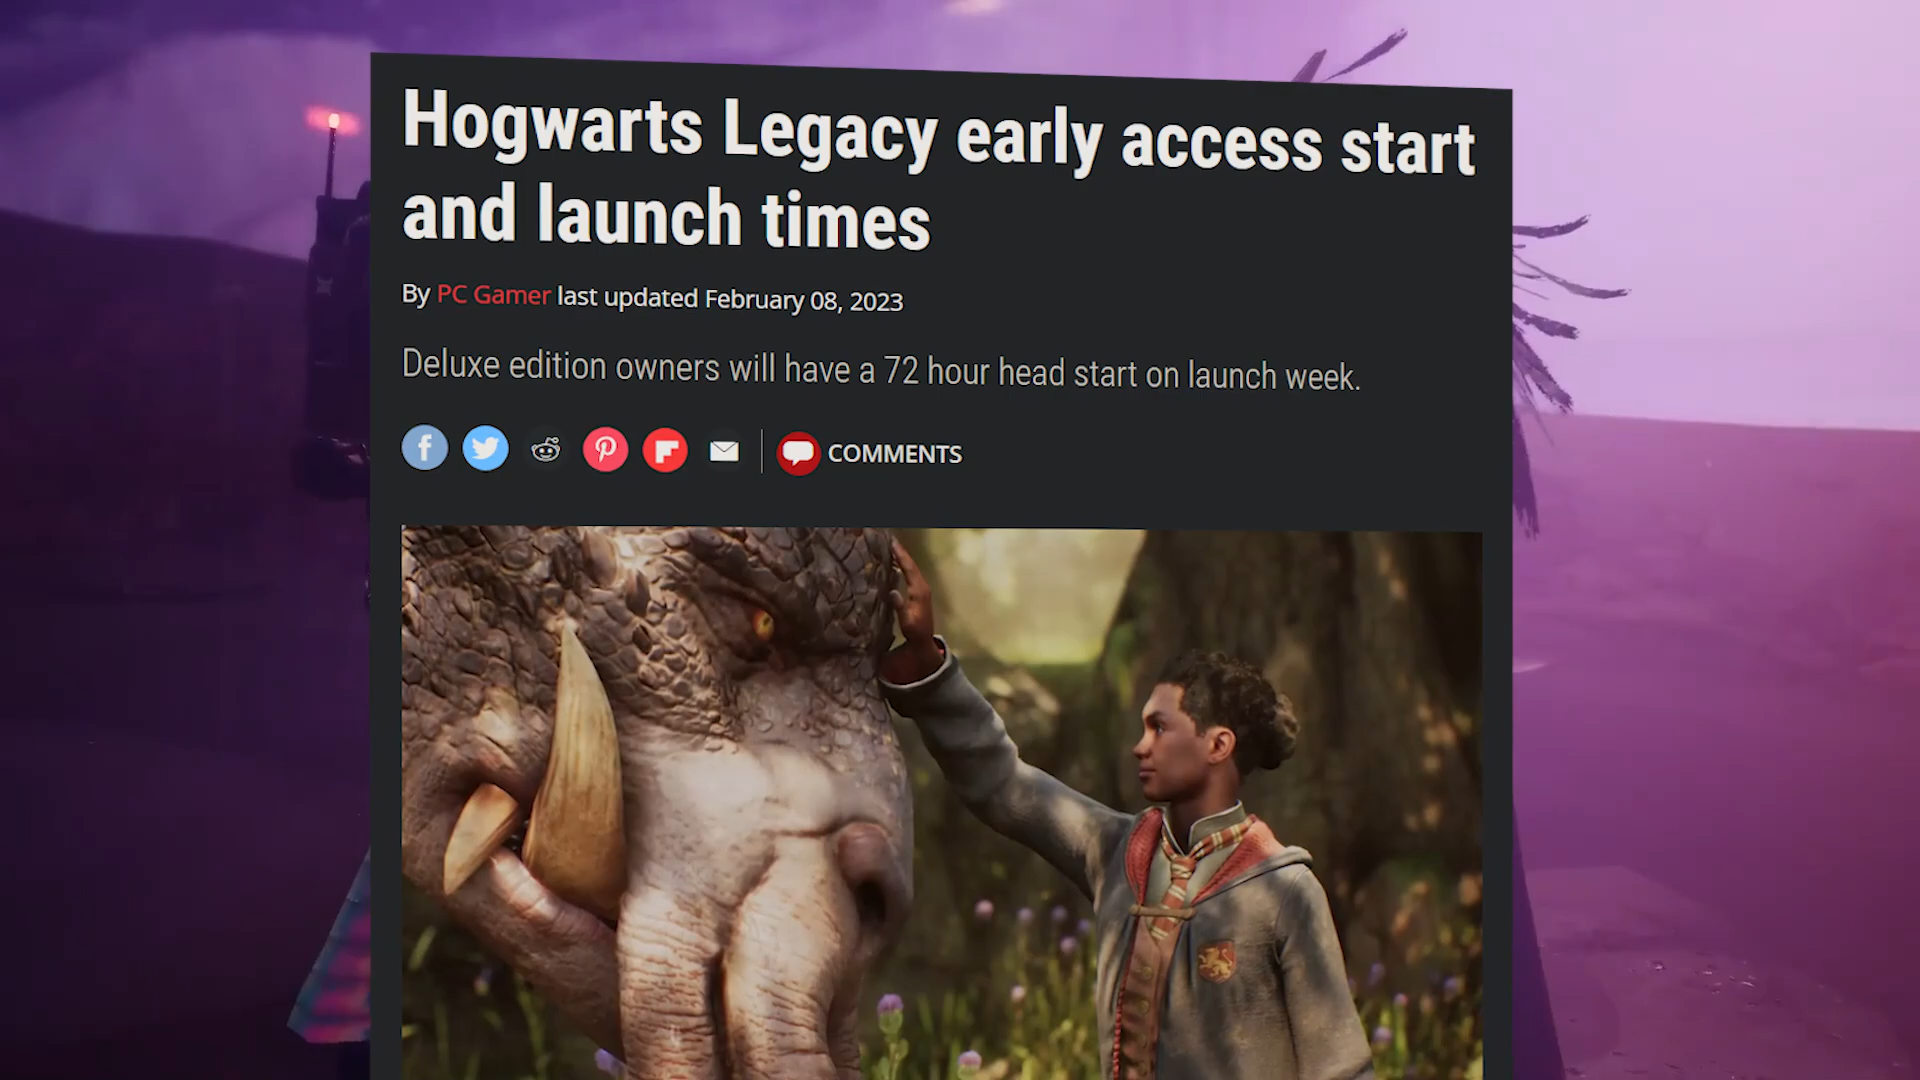 Hogwarts Legacy early access start
and launch times
By PC Gamer last updated February 08, 2023
Deluxe edition owners will have a 72 hour head start on launch week.
COMMENTS